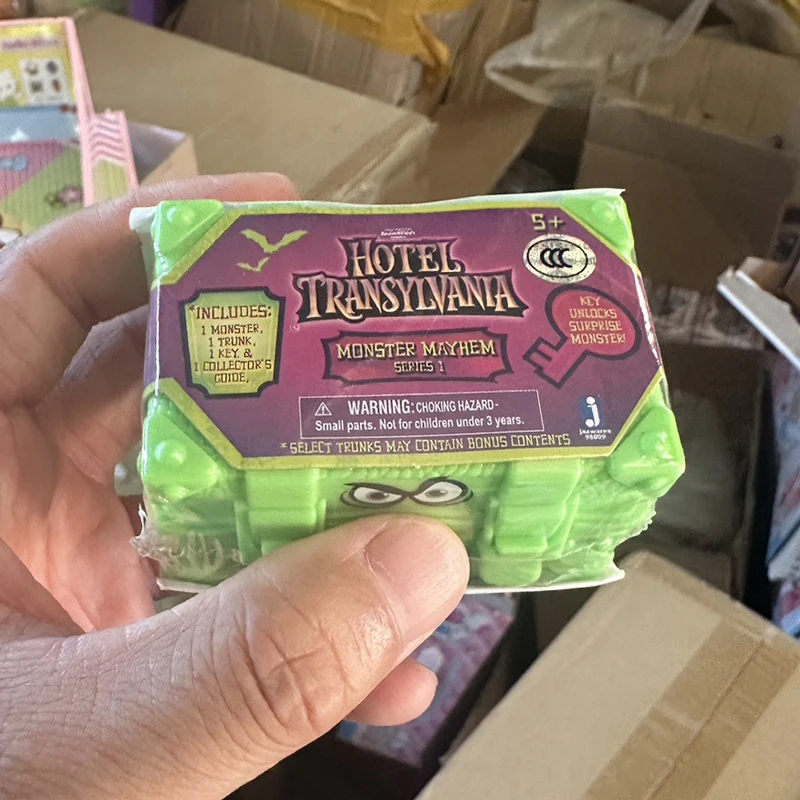 5+
HOTEL
TRANSYLVANIA
CCC
*INCLUDES:
1 MONSTER,
1 TRUNK,
1 KEY, &
1 COLLECTOR'S
GUIDE.
KEY
UNLOCKS
SURPRISE
MONSTER!
MONSTER MAYHEM
SERIES 1
WARNING: CHOKING HAZARD-
Small parts. Not for children under 3 years.
j
jazwares
98009
*SELECT TRUNKS MAY CONTAIN BONUS CONTENTS